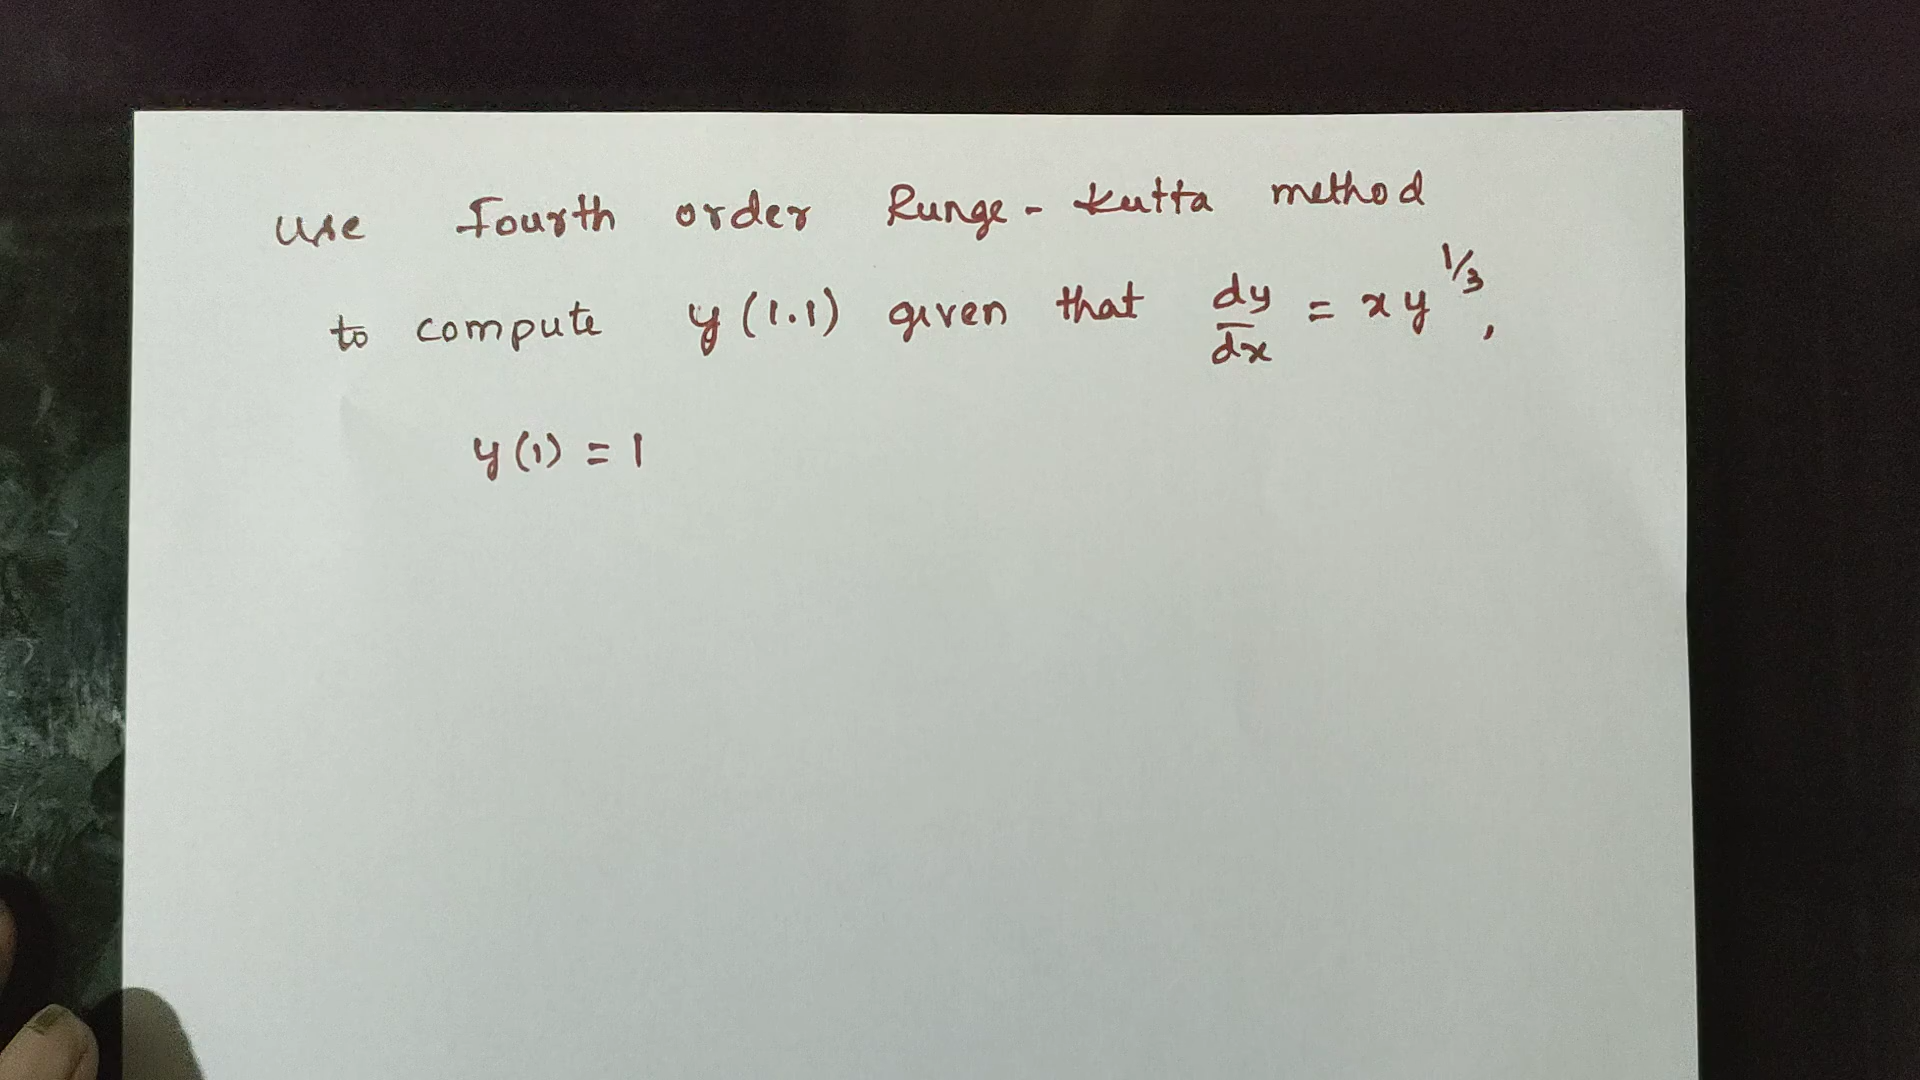 Use fourth order Runge-Kutta method
to compute y(1.1) given that dy/dx = xy^1/3,
y(1) = 1